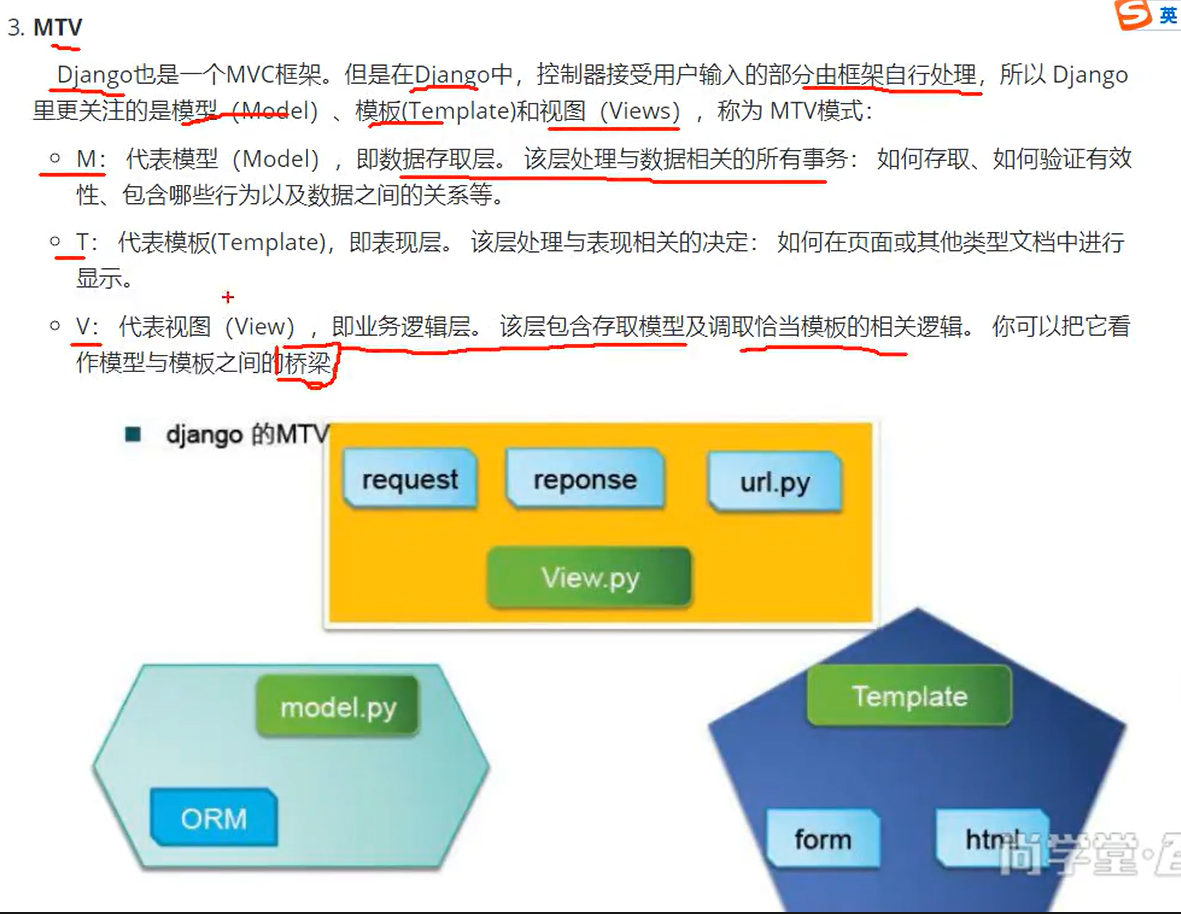 英
3. MTV
Django也是一个MVC框架。但是在Django中，控制器接受用户输入的部分由框架自行处理，所以 Django
里更关注的是模型（Model）、模板(Template)和视图（Views），称为 MTV模式：
M： 代表模型（Model），即数据存取层。 该层处理与数据相关的所有事务： 如何存取、如何验证有效
性、包含哪些行为以及数据之间的关系等。
T： 代表模板(Template)，即表现层。 该层处理与表现相关的决定： 如何在页面或其他类型文档中进行
显示。
V： 代表视图（View），即业务逻辑层。 该层包含存取模型及调取恰当模板的相关逻辑。 你可以把它看
作模型与模板之间的桥梁
django 的MTV
request
reponse
url.py
View.py
model.py
Template
ORM
form
html
尚学堂·